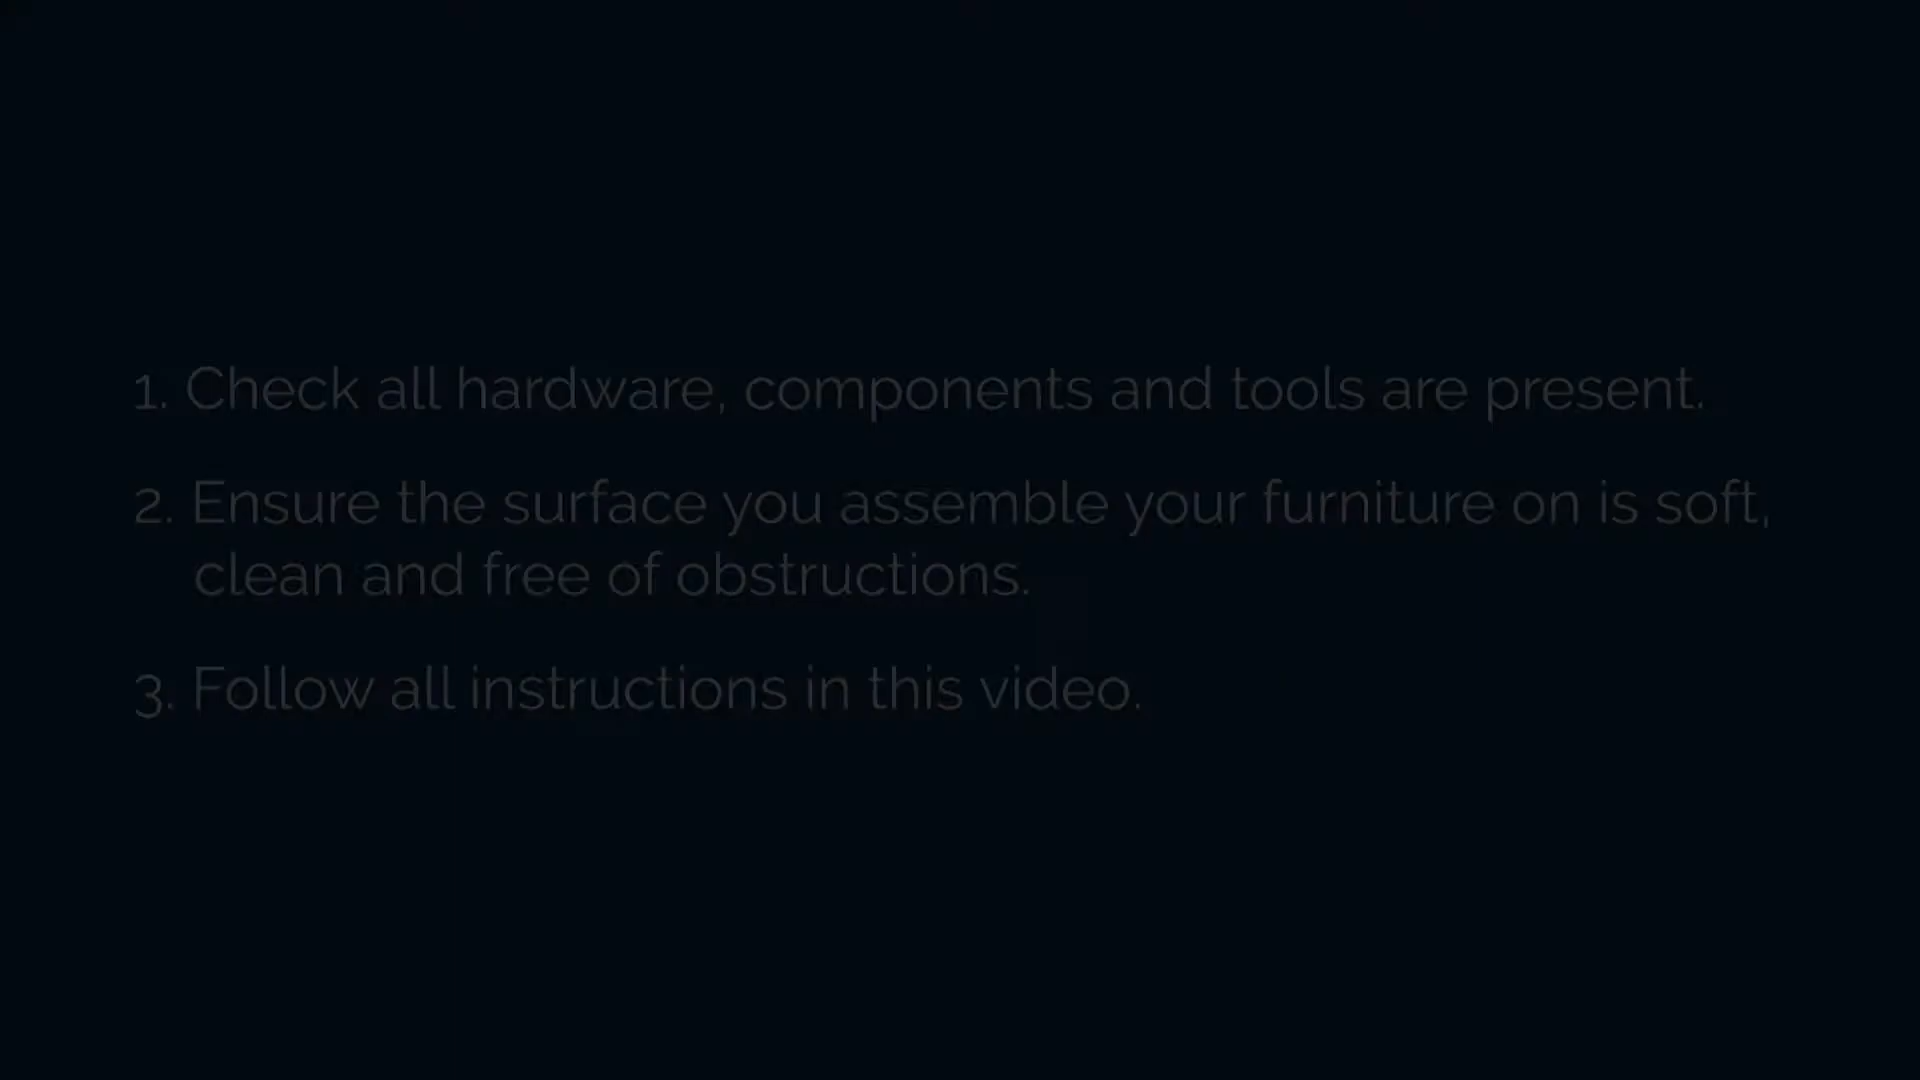 1. Check all hardware, components and tools are present.
2. Ensure the surface you assemble your furniture on is soft,
clean and free of obstructions.
3. Follow all instructions in this video.